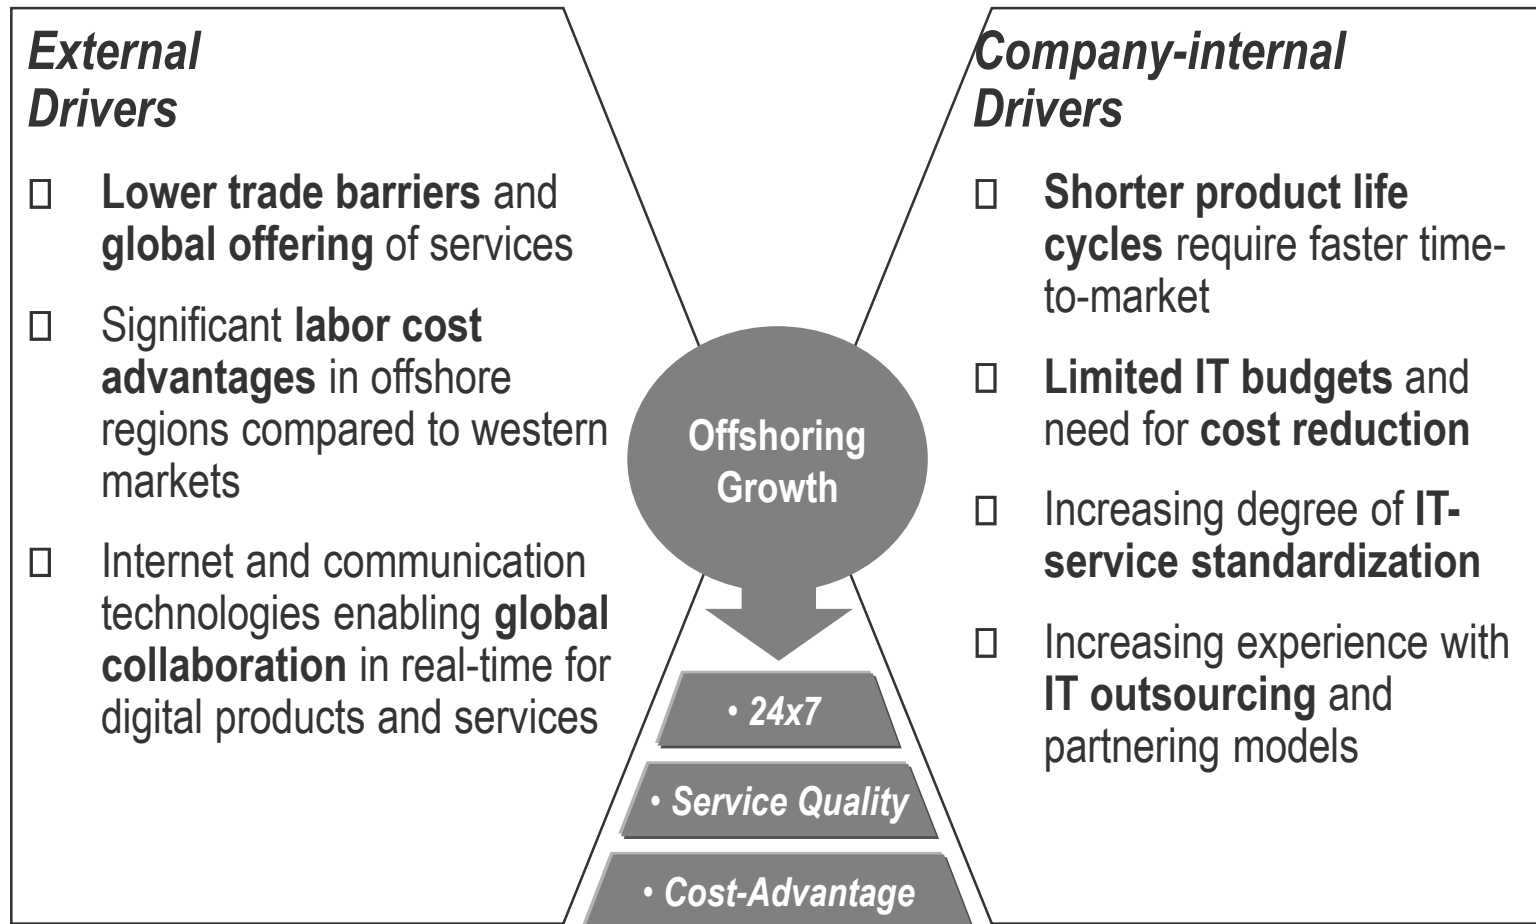 External
Drivers
Lower trade barriers and
global offering of services
Significant labor cost
advantages in offshore
regions compared to western
markets
Internet and communication
technologies enabling global
collaboration in real-time for
digital products and services
Offshoring
Growth
• 24x7
• Service Quality
• Cost-Advantage
Company-internal
Drivers
Shorter product life
cycles require faster time-
to-market
Limited IT budgets and
need for cost reduction
Increasing degree of IT-
service standardization
Increasing experience with
IT outsourcing and
partnering models